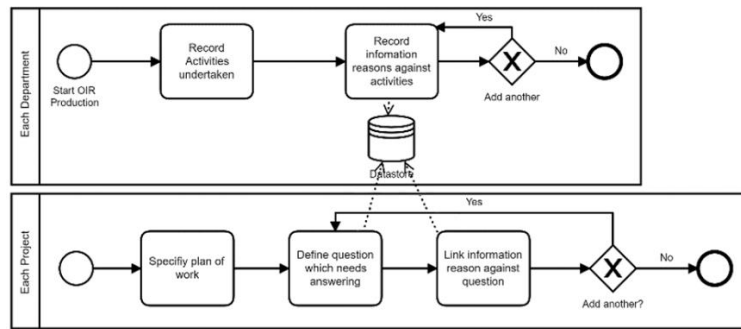 Each Department
Start OIR
Production
Record
Activities
undertaken
Record
infomation
reasons against
activities
Yes
X
Add another
No
Datastore
Each Project
Specifiy plan of
work
Define question
which needs
answering
Link information
reason against
question
Yes
X
Add another?
No